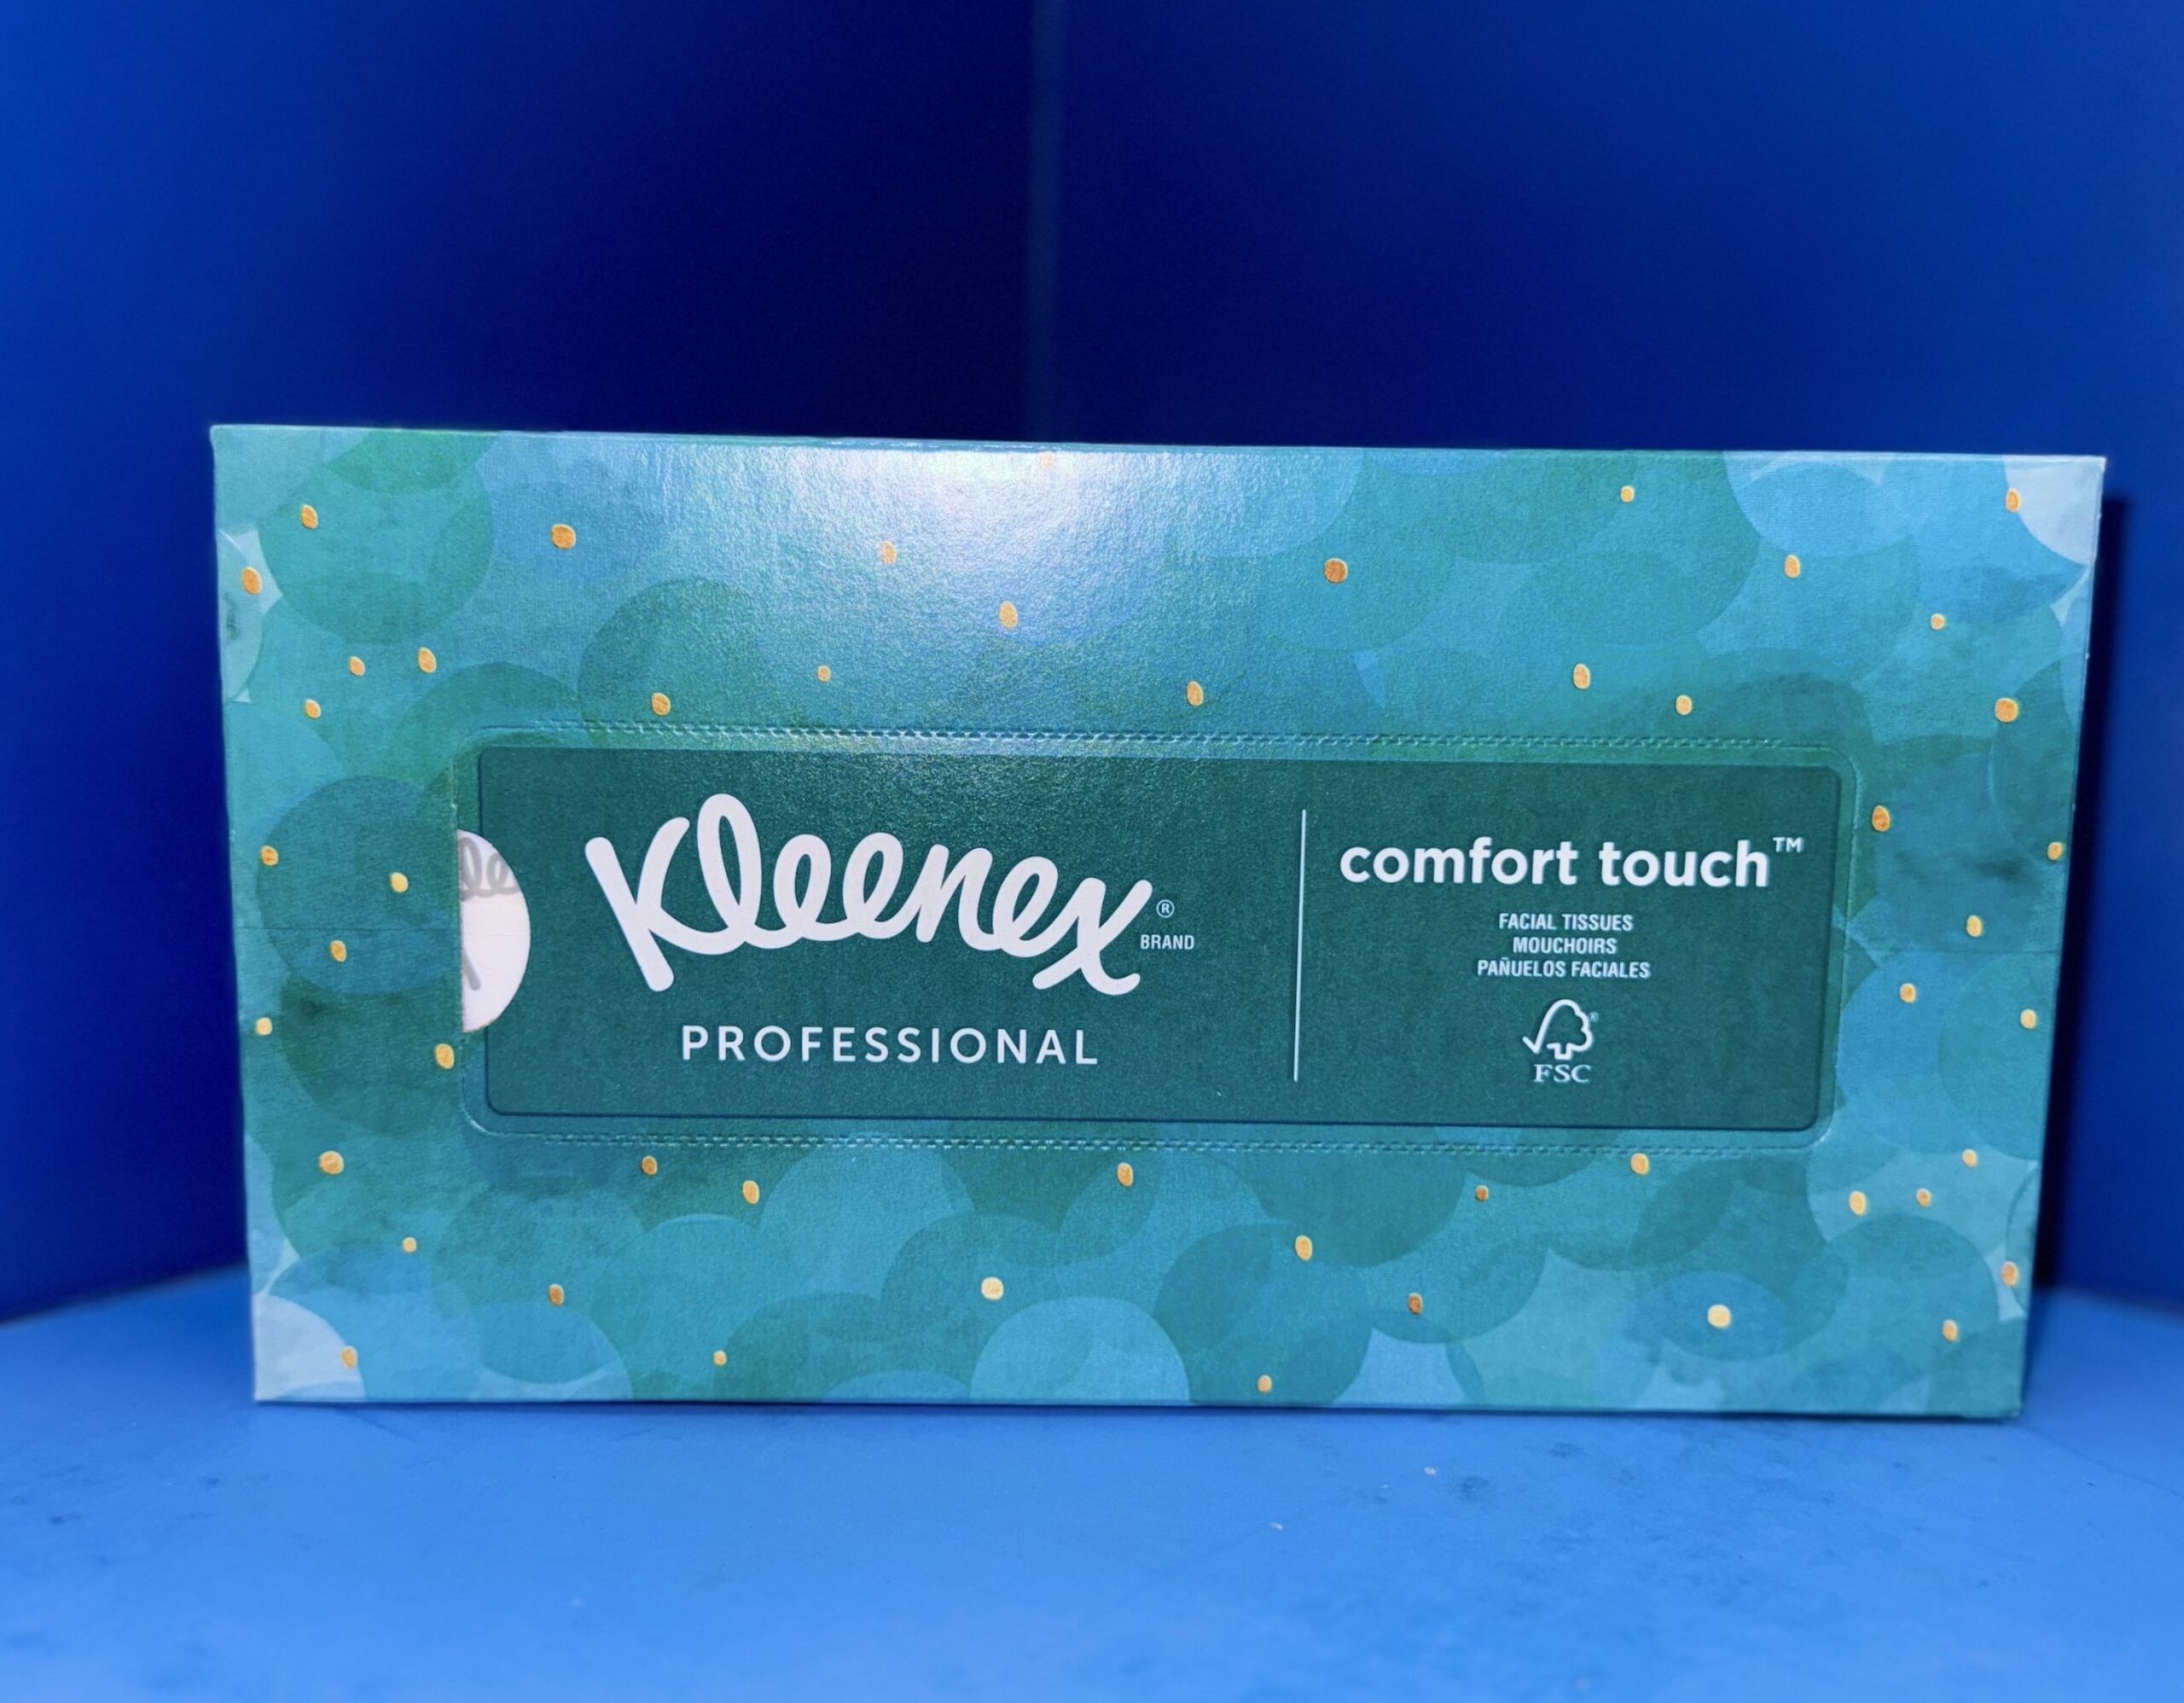 Kleenex®
BRAND
PROFESSIONAL
comfort touch™
FACIAL TISSUES
MOUCHOIRS
PAÑUELOS FACIALES
FSC®